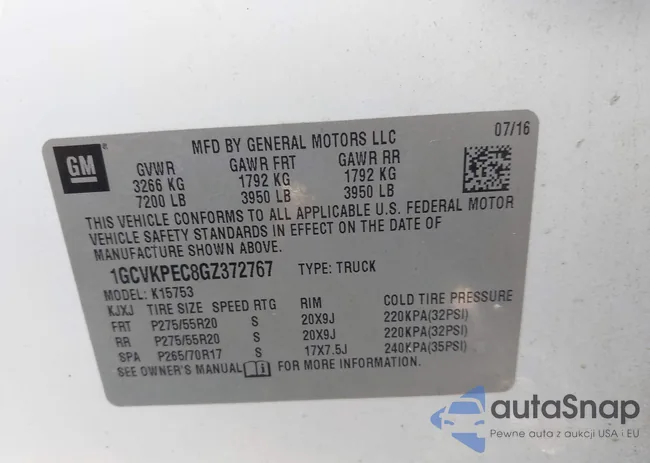 MFD BY GENERAL MOTORS LLC 07/16
GM
GVWR GAWR FRT GAWR RR
3266 KG 1792 KG 1792 KG
7200 LB 3950 LB 3950 LB
THIS VEHICLE CONFORMS TO ALL APPLICABLE U.S. FEDERAL MOTOR
VEHICLE SAFETY STANDARDS IN EFFECT ON THE DATE OF
MANUFACTURE SHOWN ABOVE.
1GCVKPEC8GZ372767 TYPE: TRUCK
MODEL: K15753
KJXJ TIRE SIZE SPEED RTG RIM COLD TIRE PRESSURE
FRT P275/55R20 S 20X9J 220KPA(32PSI)
RR P275/55R20 S 20X9J 220KPA(32PSI)
SPA P265/70R17 S 17X7.5J 240KPA(35PSI)
SEE OWNER'S MANUAL FOR MORE INFORMATION.
autaSnap
Pewne auta z aukcji USA i EU